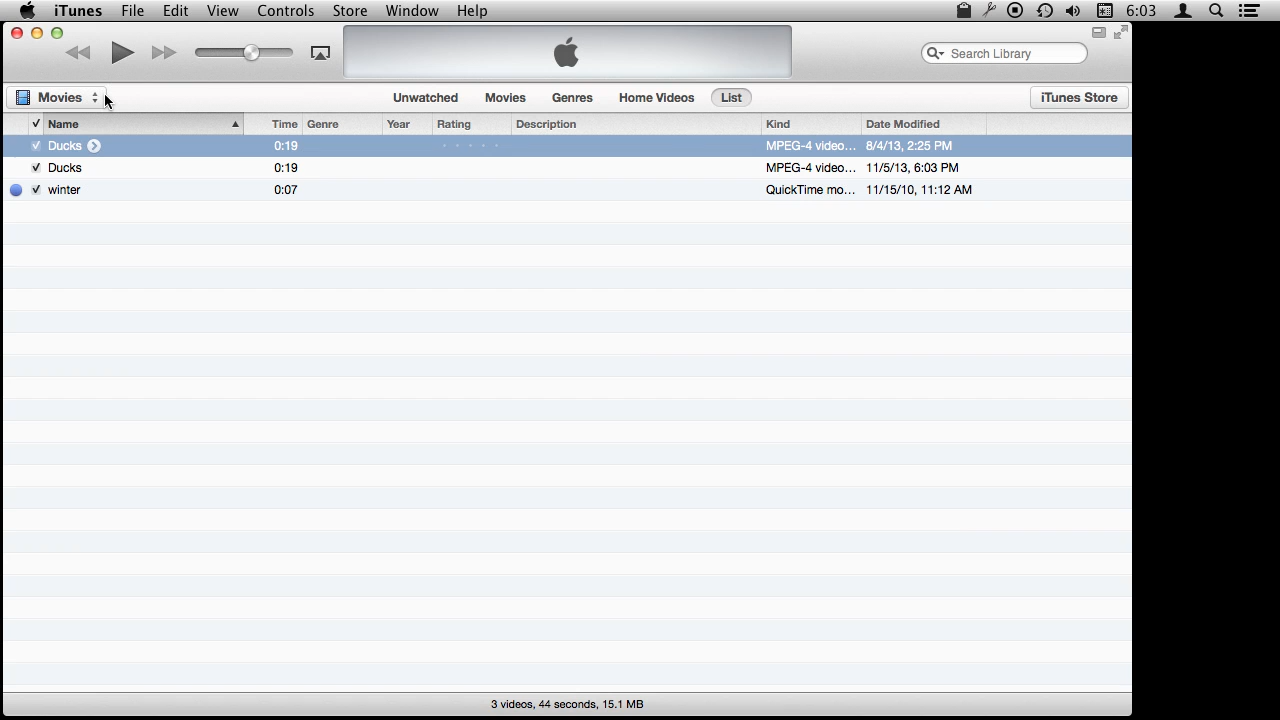 iTunes File Edit View Controls Store Window Help 6:03
Search Library
Movies Unwatched Movies Genres Home Videos List iTunes Store
Name Time Genre Year Rating Description Kind Date Modified
Ducks 0:19 MPEG-4 video... 8/4/13, 2:25 PM
Ducks 0:19 MPEG-4 video... 11/5/13, 6:03 PM
winter 0:07 QuickTime mo... 11/15/10, 11:12 AM
3 videos, 44 seconds, 15.1 MB